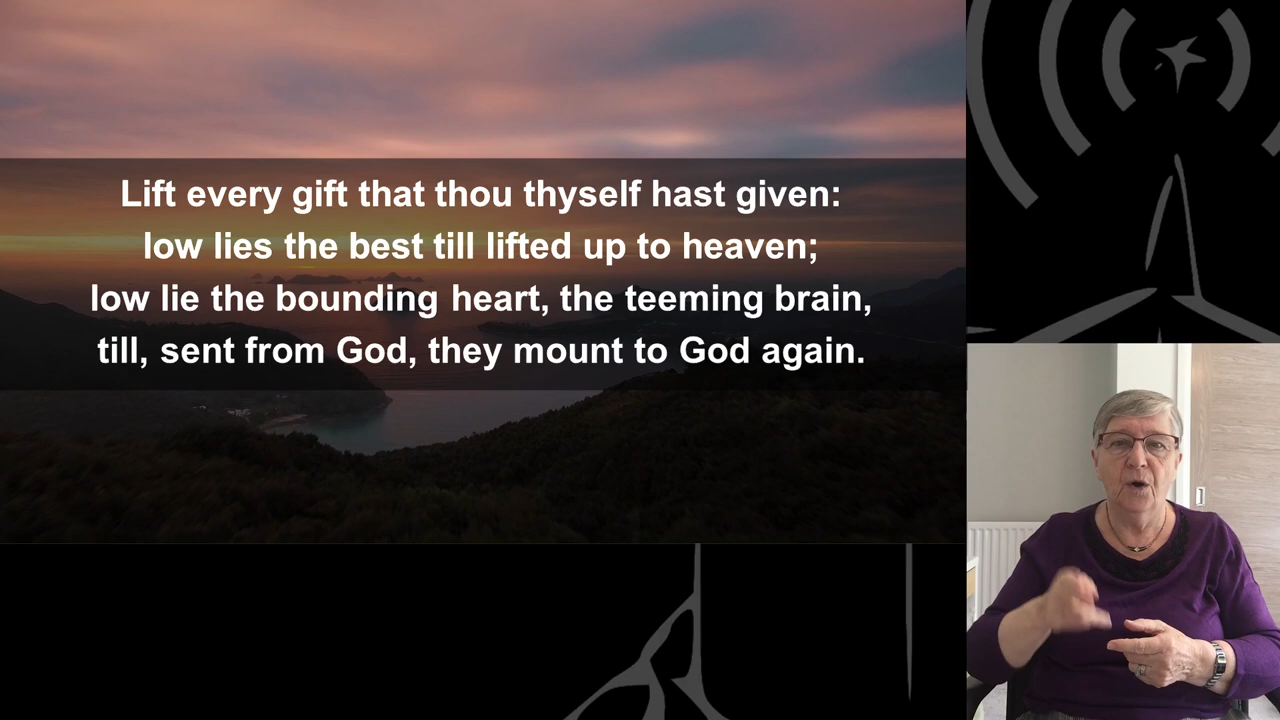 Lift every gift that thou thyself hast given:
low lies the best till lifted up to heaven;
low lie the bounding heart, the teeming brain,
till, sent from God, they mount to God again.